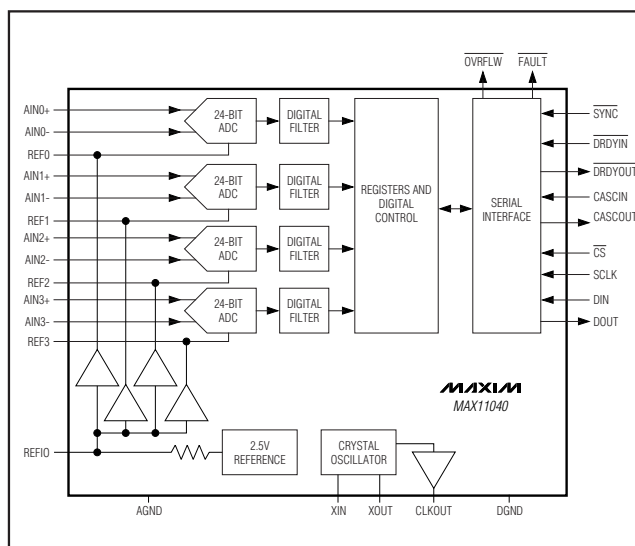 OVRFLW
FAULT
AIN0+
AIN0-
REF0
AIN1+
AIN1-
REF1
AIN2+
AIN2-
REF2
AIN3+
AIN3-
REF3
REFIO
24-BIT
ADC
24-BIT
ADC
24-BIT
ADC
24-BIT
ADC
DIGITAL
FILTER
DIGITAL
FILTER
DIGITAL
FILTER
DIGITAL
FILTER
REGISTERS AND
DIGITAL
CONTROL
SERIAL
INTERFACE
SYNC
DRDYIN
DRDYOUT
CASCIN
CASCOUT
CS
SCLK
DIN
DOUT
MAXIM
MAX11040
2.5V
REFERENCE
CRYSTAL
OSCILLATOR
AGND
XIN
XOUT
CLKOUT
DGND